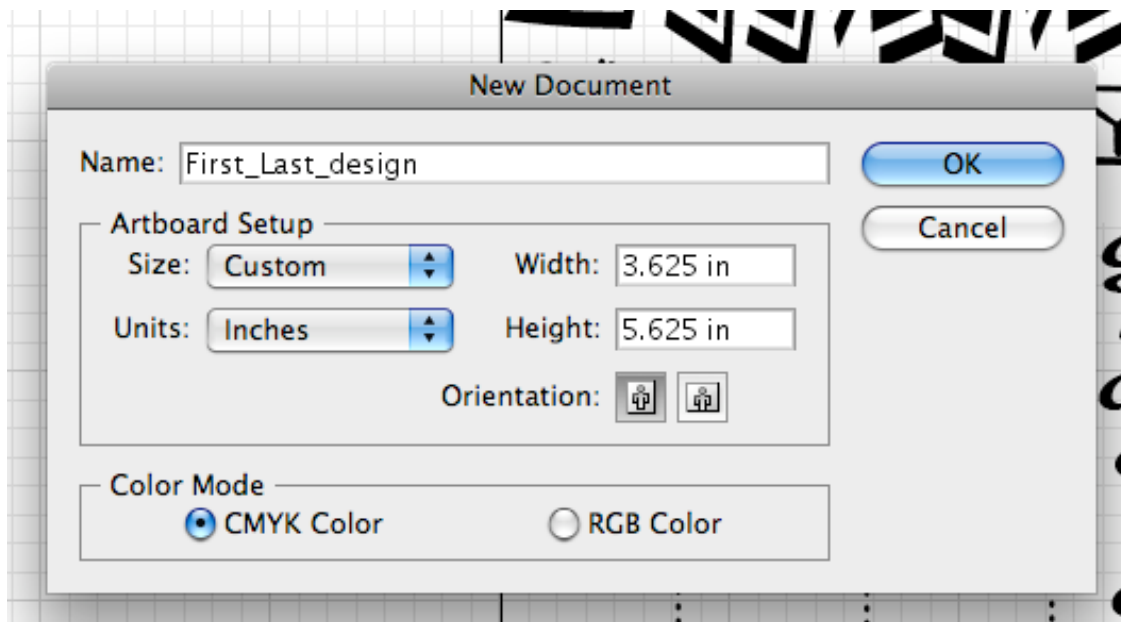 New Document
Name: First_Last_design
OK
Artboard Setup
Cancel
Size: Custom
Width: 3.625 in
Units: Inches
Height: 5.625 in
Orientation:
Color Mode
CMYK Color
RGB Color